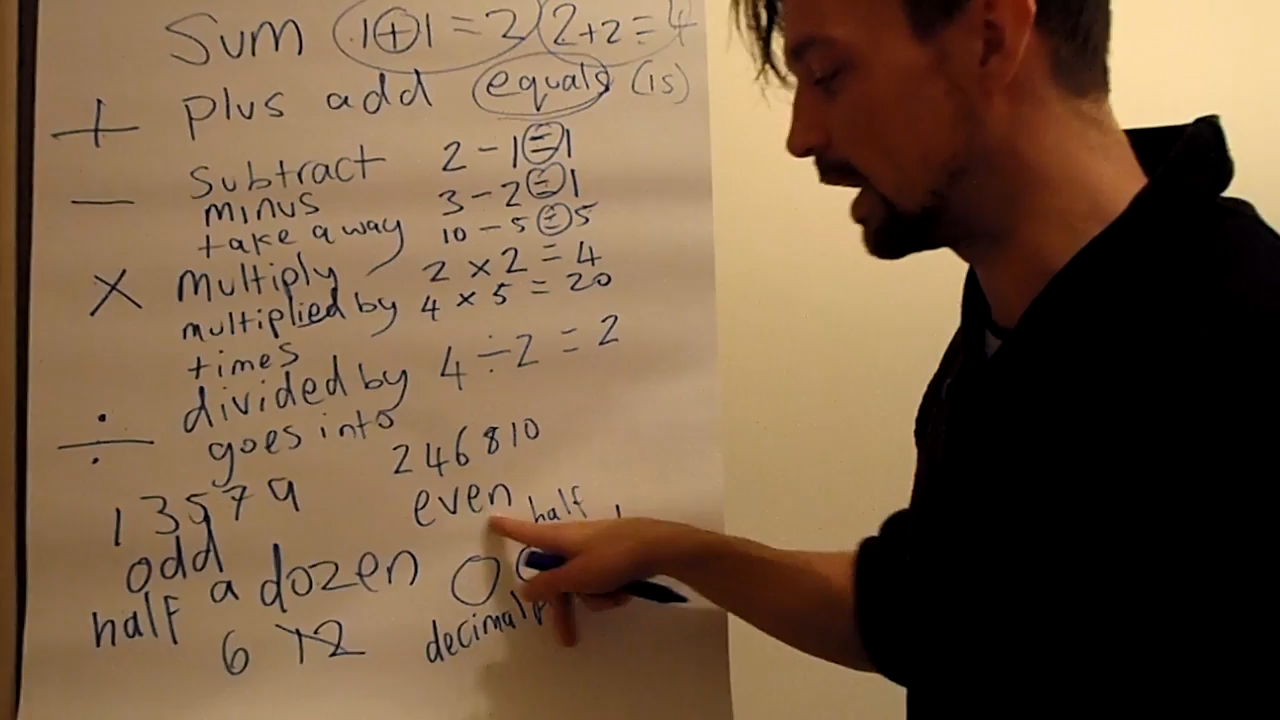 Sum 1+1=2 2+2=4
+ plus add equals (is)
subtract 2-1=1
- minus 3-2=1
take away 10-5=5
× multiply 2×2=4
multiplied by 4×5=20
times
÷ divided by 4÷2=2
goes into
2 4 6 8 10
1 3 5 7 9 even half
odd
half a dozen
6 12 decimal p